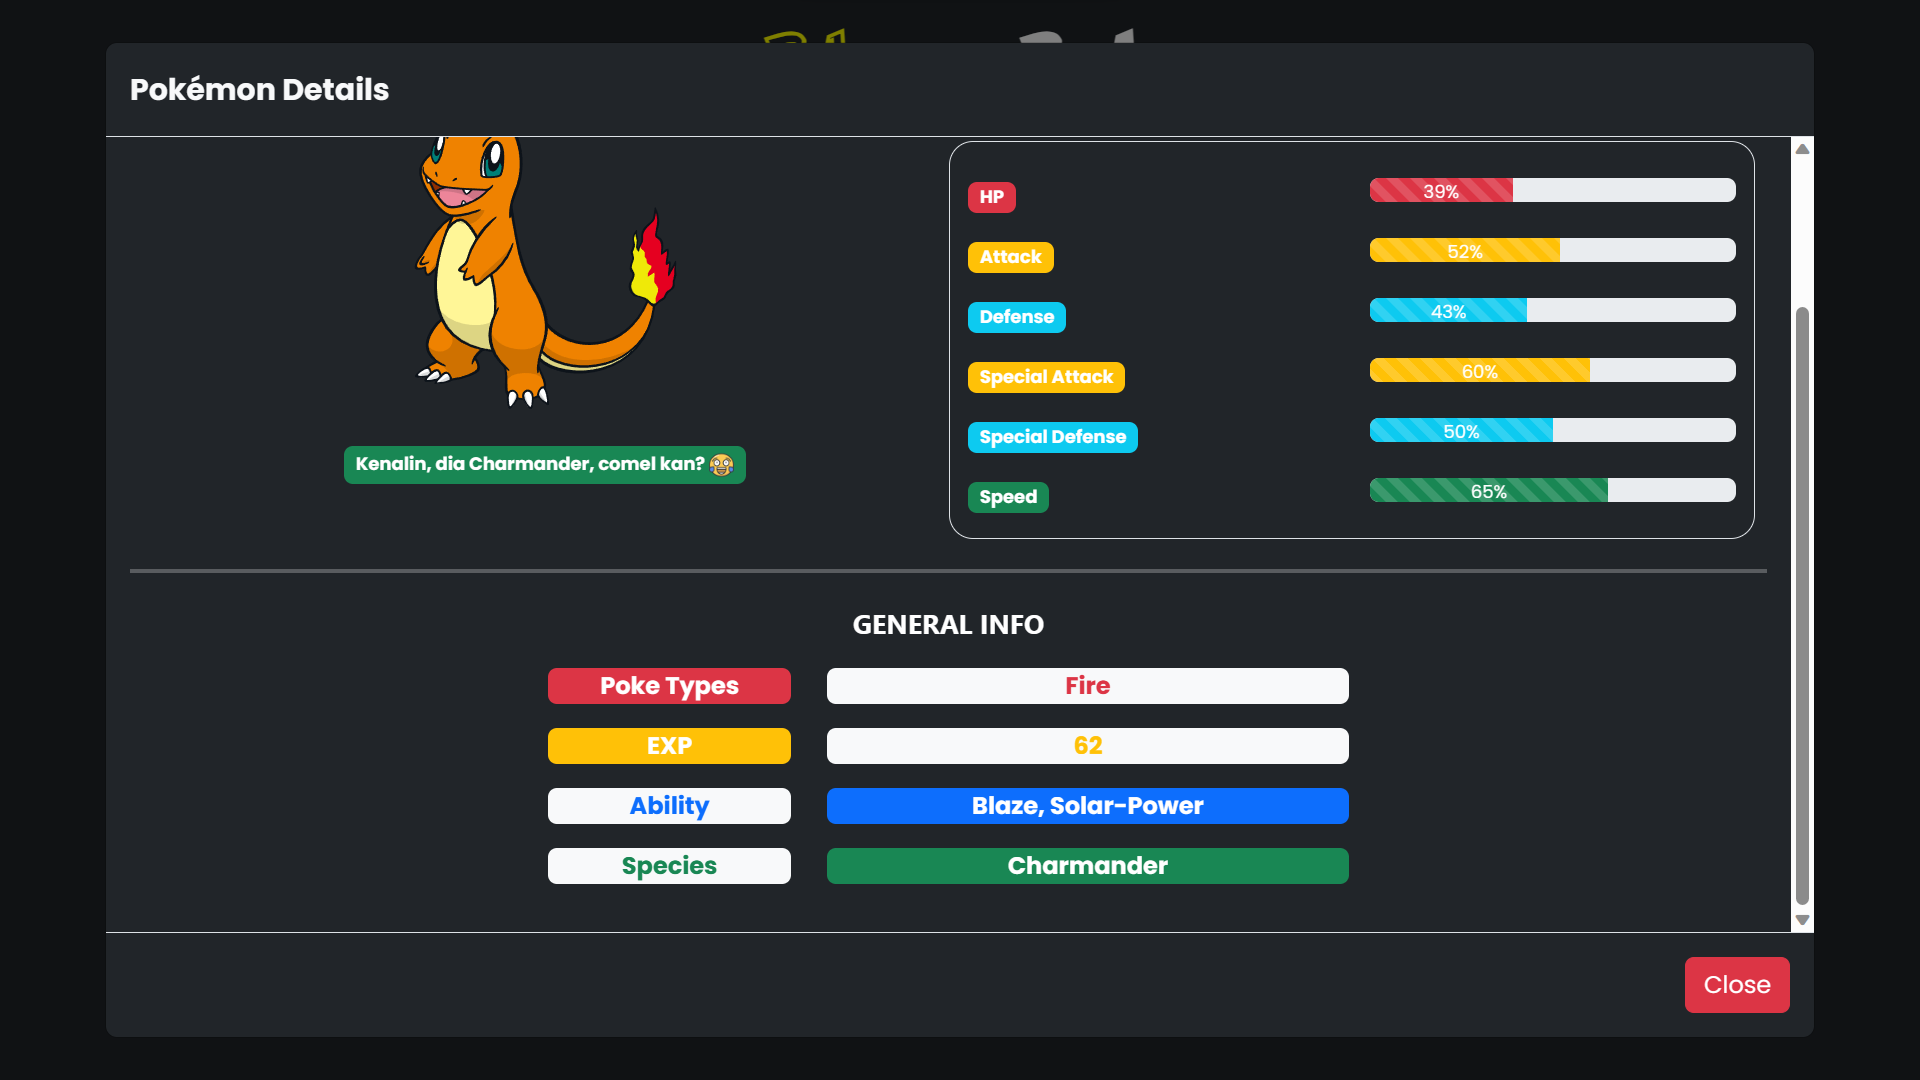 Pokémon Details
HP
39%
Attack
52%
Defense
43%
Special Attack
60%
Special Defense
50%
Speed
65%
Kenalin, dia Charmander, comel kan? 😭
GENERAL INFO
Poke Types
Fire
EXP
62
Ability
Blaze, Solar-Power
Species
Charmander
Close